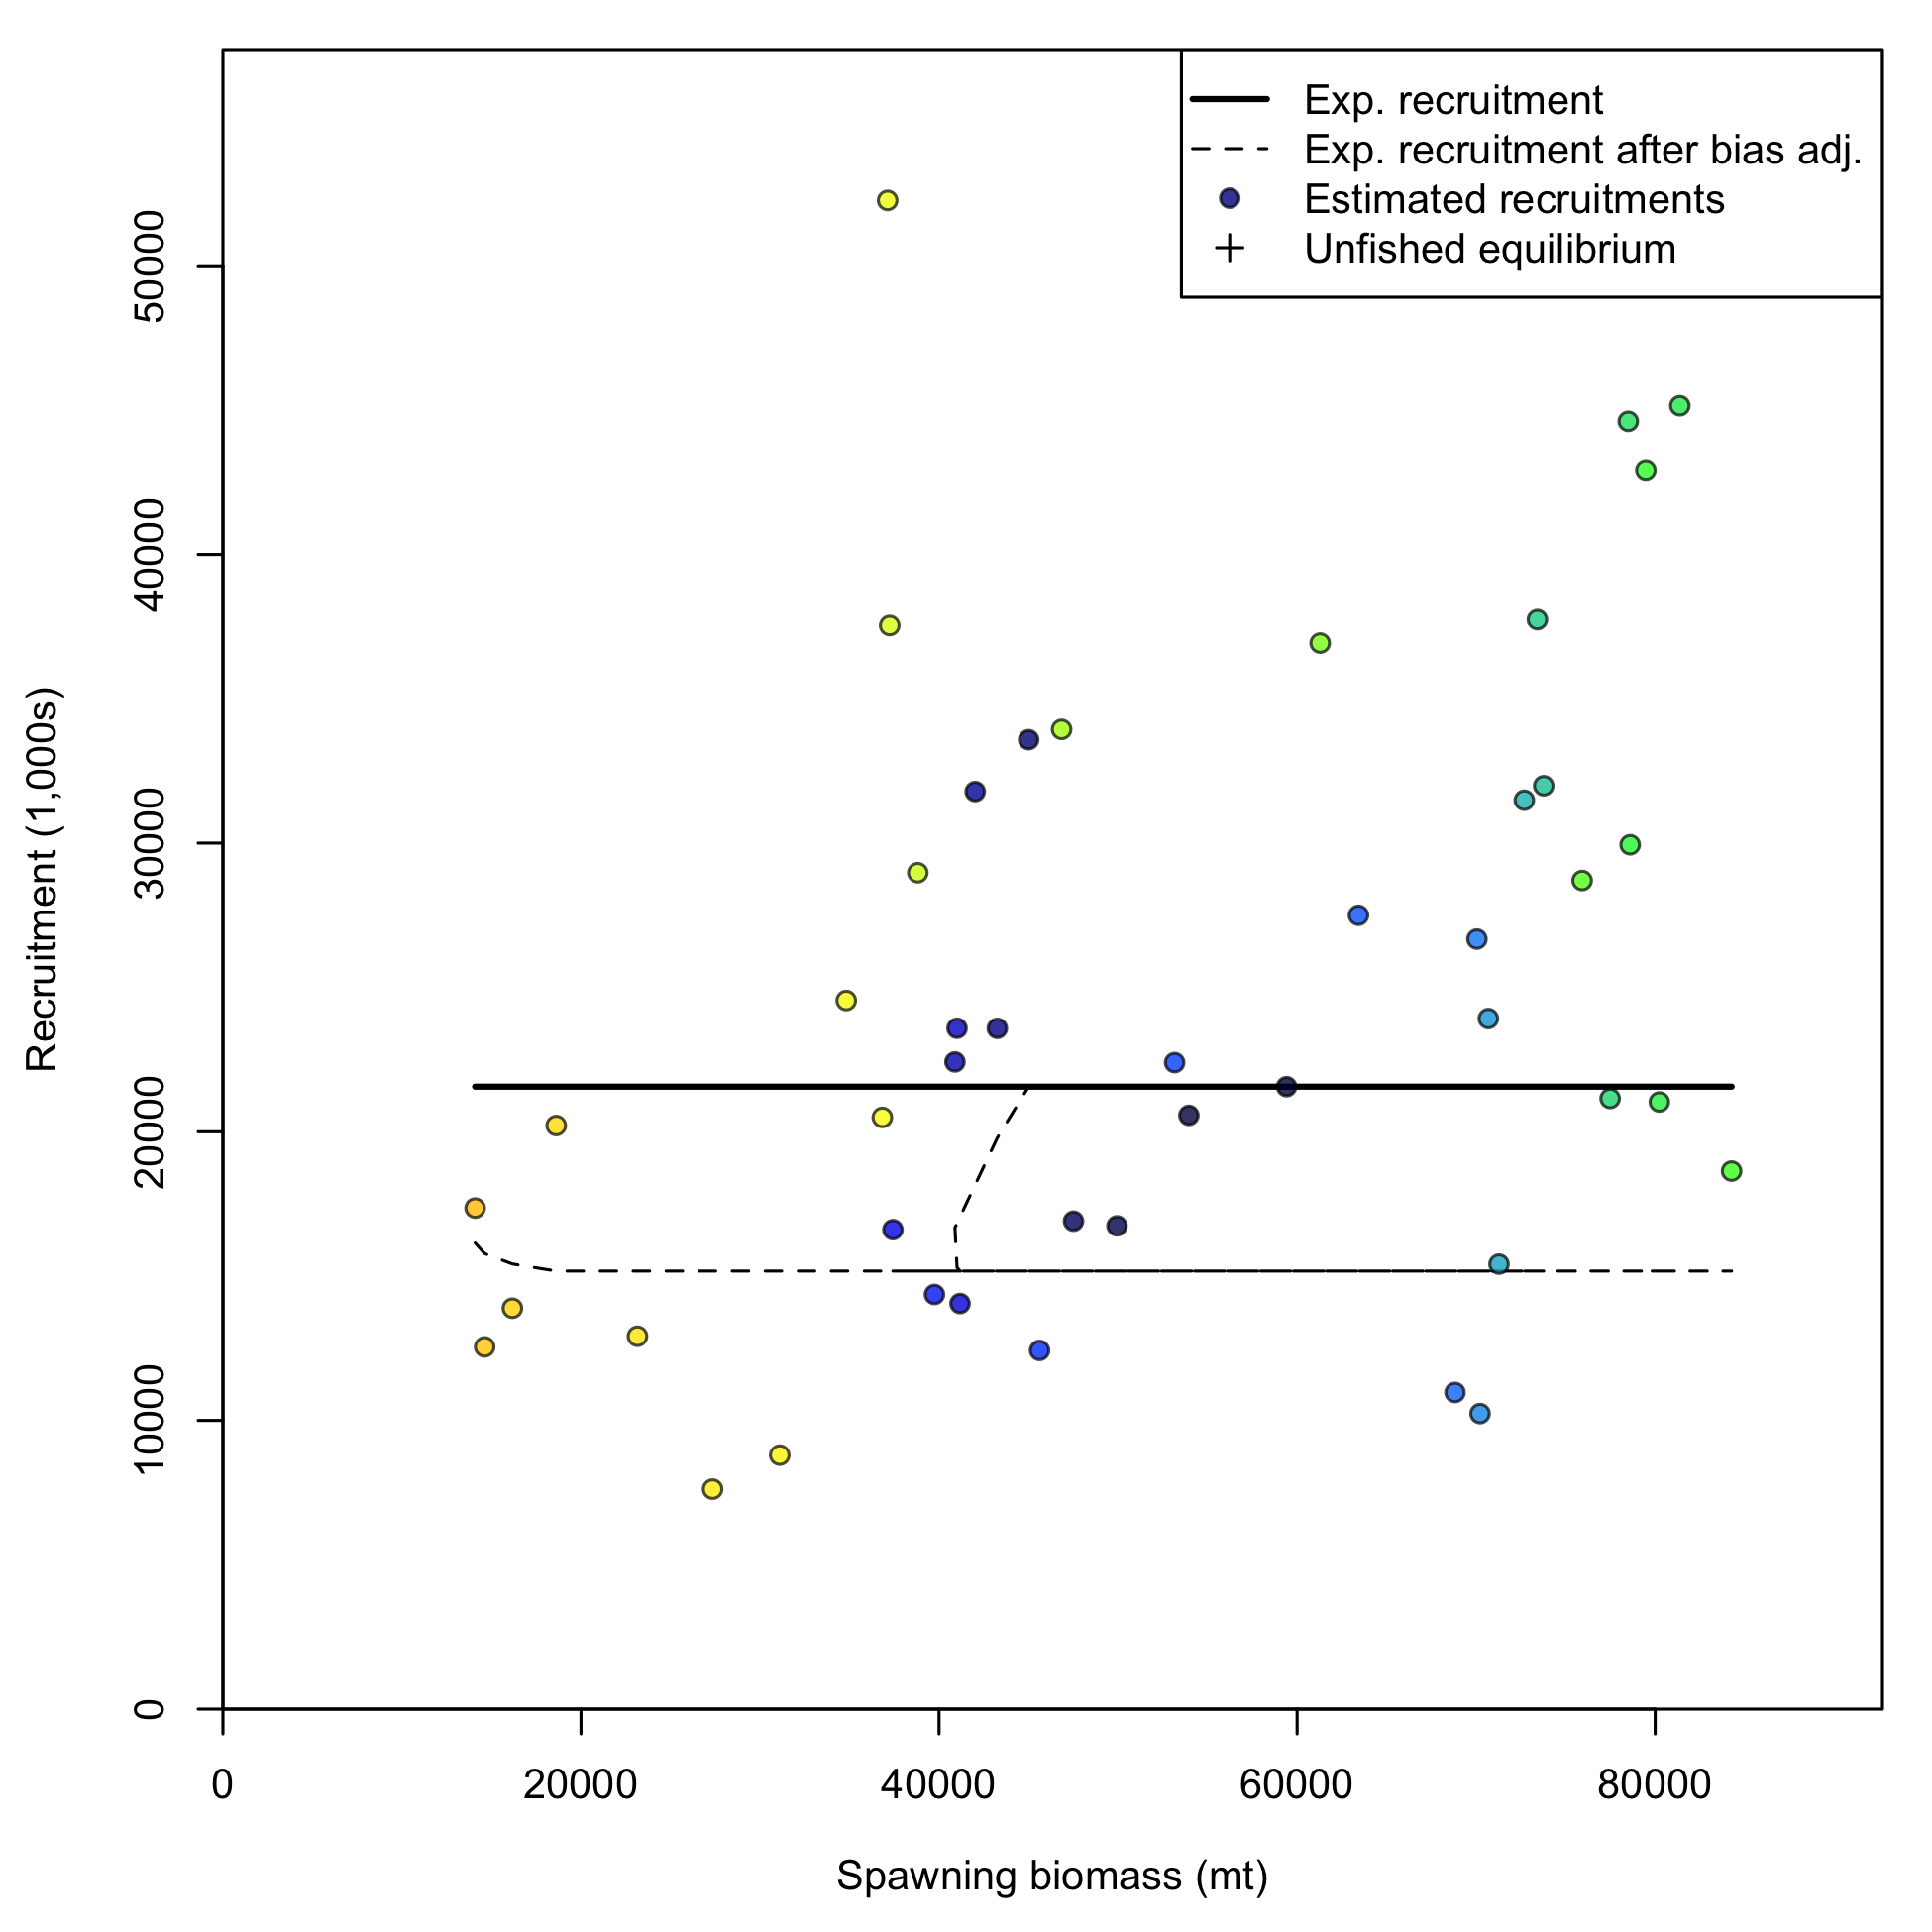 Exp. recruitment
Exp. recruitment after bias adj.
Estimated recruitments
Unfished equilibrium
50000
40000
30000
20000
10000
0
Recruitment (1,000s)
0 20000 40000 60000 80000
Spawning biomass (mt)